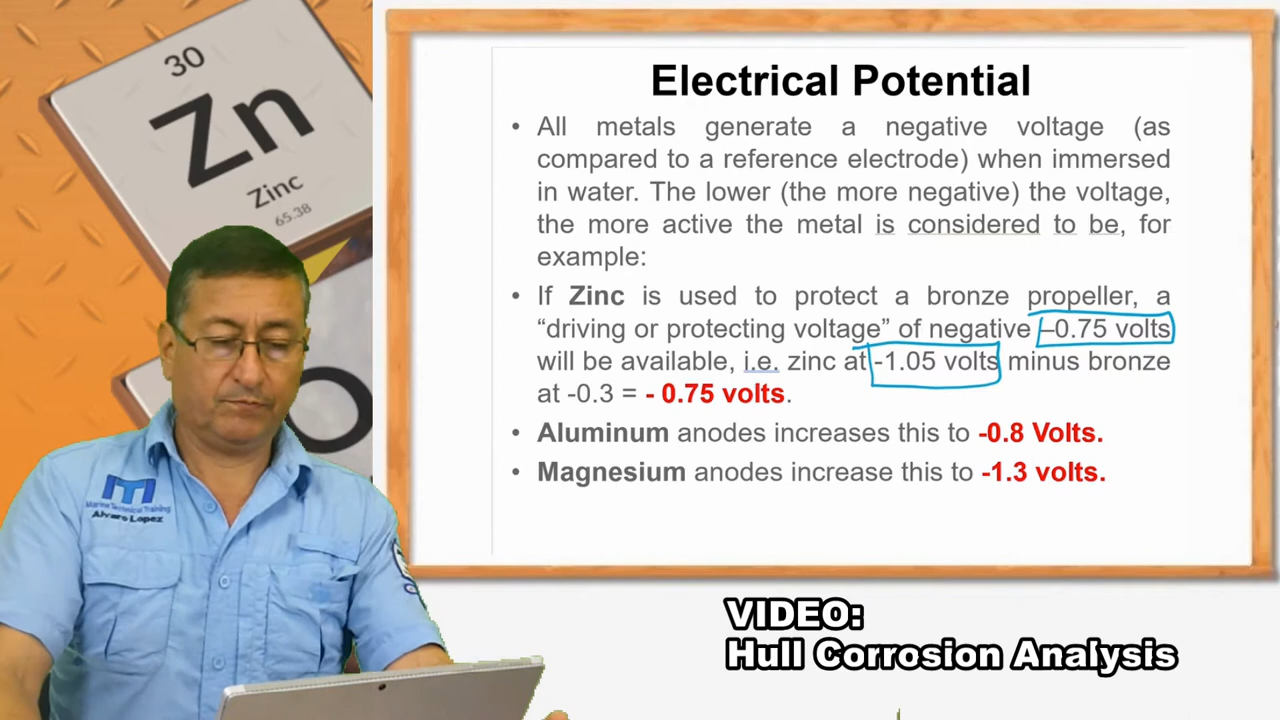 30
Zn
Zinc
65.38
Marine Technical Training
Alvaro Lopez
Electrical Potential
• All metals generate a negative voltage (as
compared to a reference electrode) when immersed
in water. The lower (the more negative) the voltage,
the more active the metal is considered to be, for
example:
• If Zinc is used to protect a bronze propeller, a
“driving or protecting voltage” of negative –0.75 volts
will be available, i.e. zinc at -1.05 volts minus bronze
at -0.3 = - 0.75 volts.
• Aluminum anodes increases this to -0.8 Volts.
• Magnesium anodes increase this to -1.3 volts.
VIDEO:
Hull Corrosion Analysis